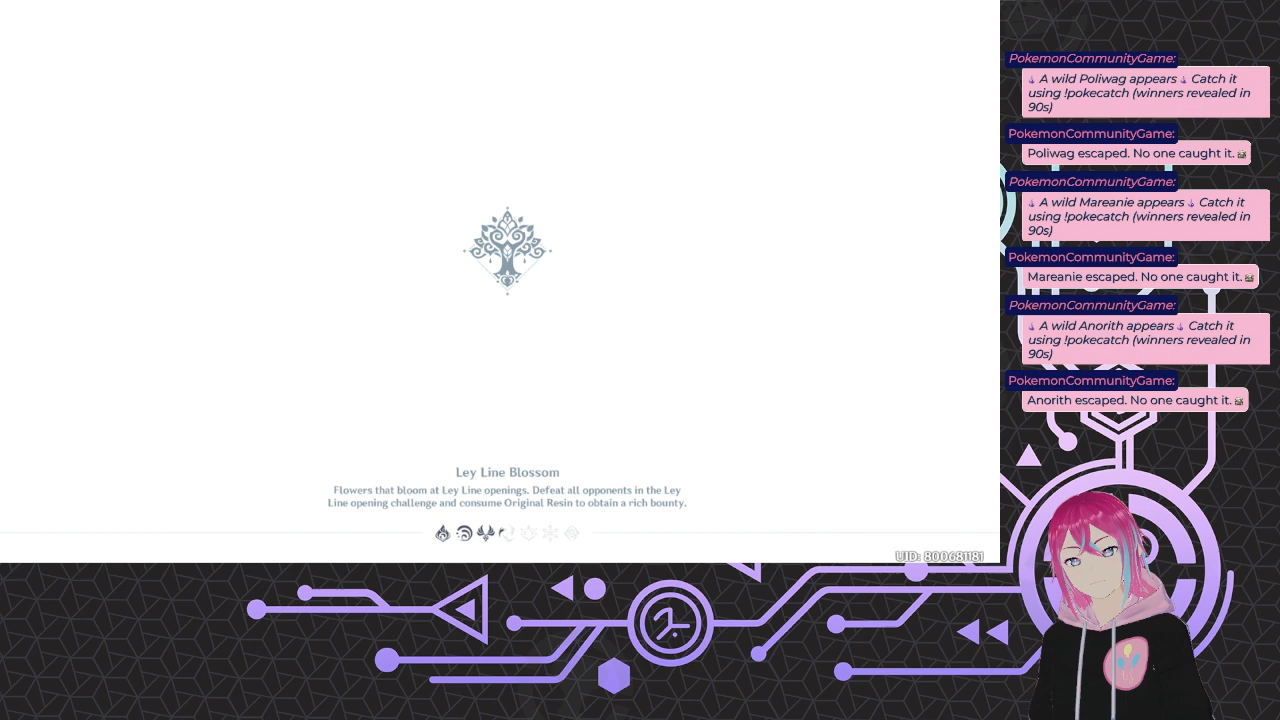 Ley Line Blossom
Flowers that bloom at Ley Line openings. Defeat all opponents in the Ley
Line opening challenge and consume Original Resin to obtain a rich bounty.
UID: 800681181
PokemonCommunityGame:
A wild Poliwag appears Catch it
using !pokecatch (winners revealed in
90s)
PokemonCommunityGame:
Poliwag escaped. No one caught it.
PokemonCommunityGame:
A wild Mareanie appears Catch it
using !pokecatch (winners revealed in
90s)
PokemonCommunityGame:
Mareanie escaped. No one caught it.
PokemonCommunityGame:
A wild Anorith appears Catch it
using !pokecatch (winners revealed in
90s)
PokemonCommunityGame:
Anorith escaped. No one caught it.